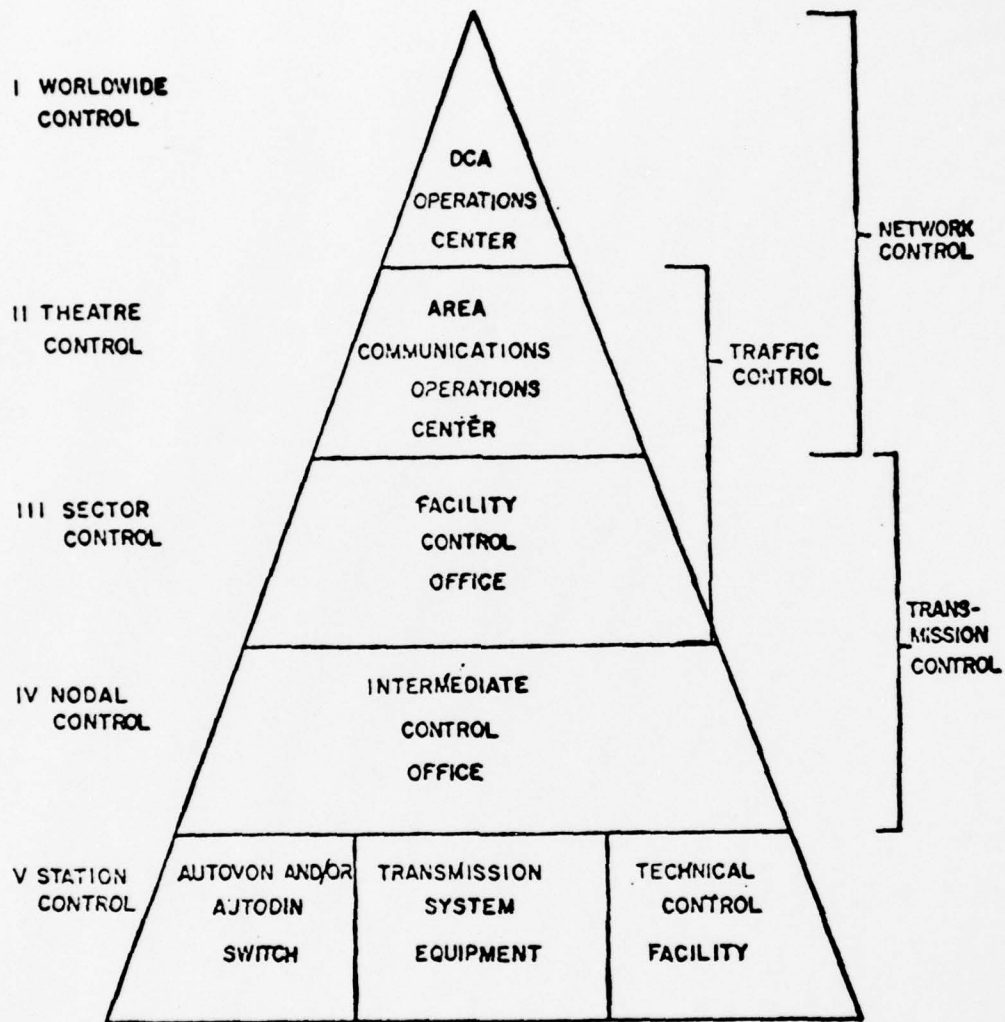 I WORLDWIDE
CONTROL
DCA
OPERATIONS
CENTER
NETWORK
CONTROL
II THEATRE
CONTROL
AREA
COMMUNICATIONS
OPERATIONS
CENTER
TRAFFIC
CONTROL
III SECTOR
CONTROL
FACILITY
CONTROL
OFFICE
TRANS-
MISSION
CONTROL
IV NODAL
CONTROL
INTERMEDIATE
CONTROL
OFFICE
V STATION
CONTROL
AUTOVON AND/OR
AUTODIN
SWITCH
TRANSMISSION
SYSTEM
EQUIPMENT
TECHNICAL
CONTROL
FACILITY